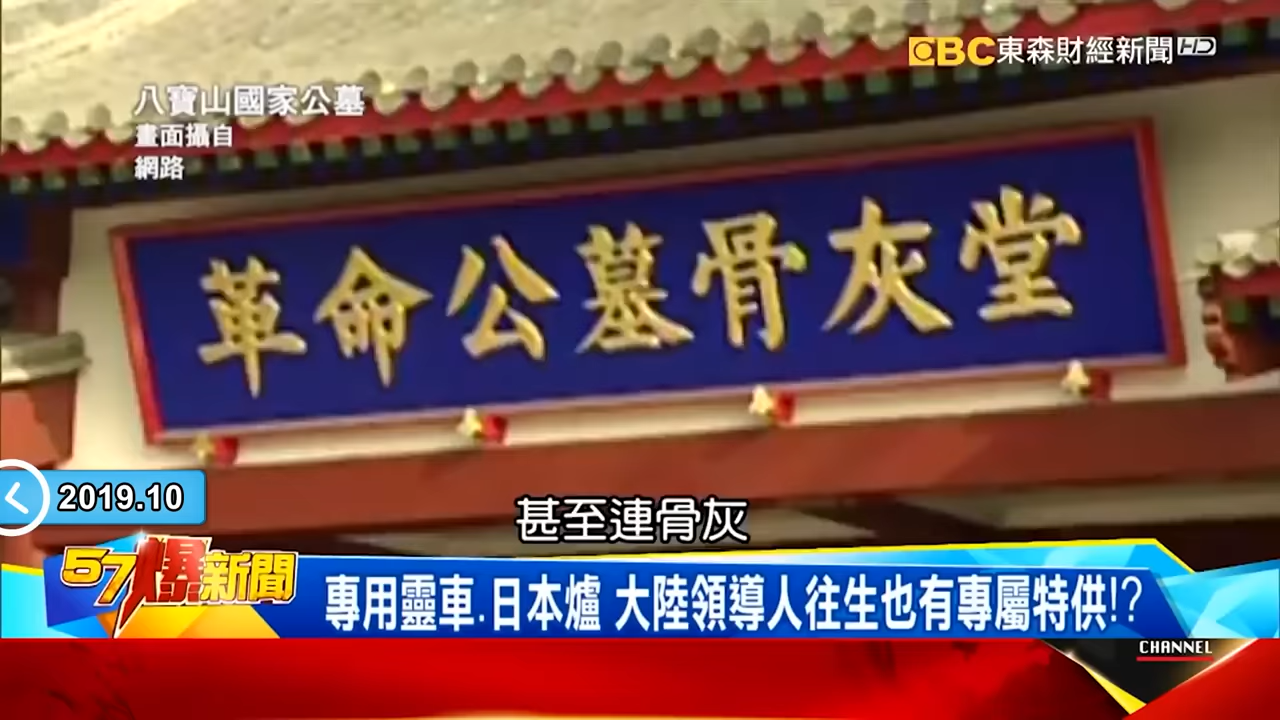 EBC東森財經新聞HD
八寶山國家公墓
畫面攝自
網路
革命公墓骨灰堂
2019.10
甚至連骨灰
57爆新聞
專用靈車.日本爐 大陸領導人往生也有專屬特供!?
CHANNEL